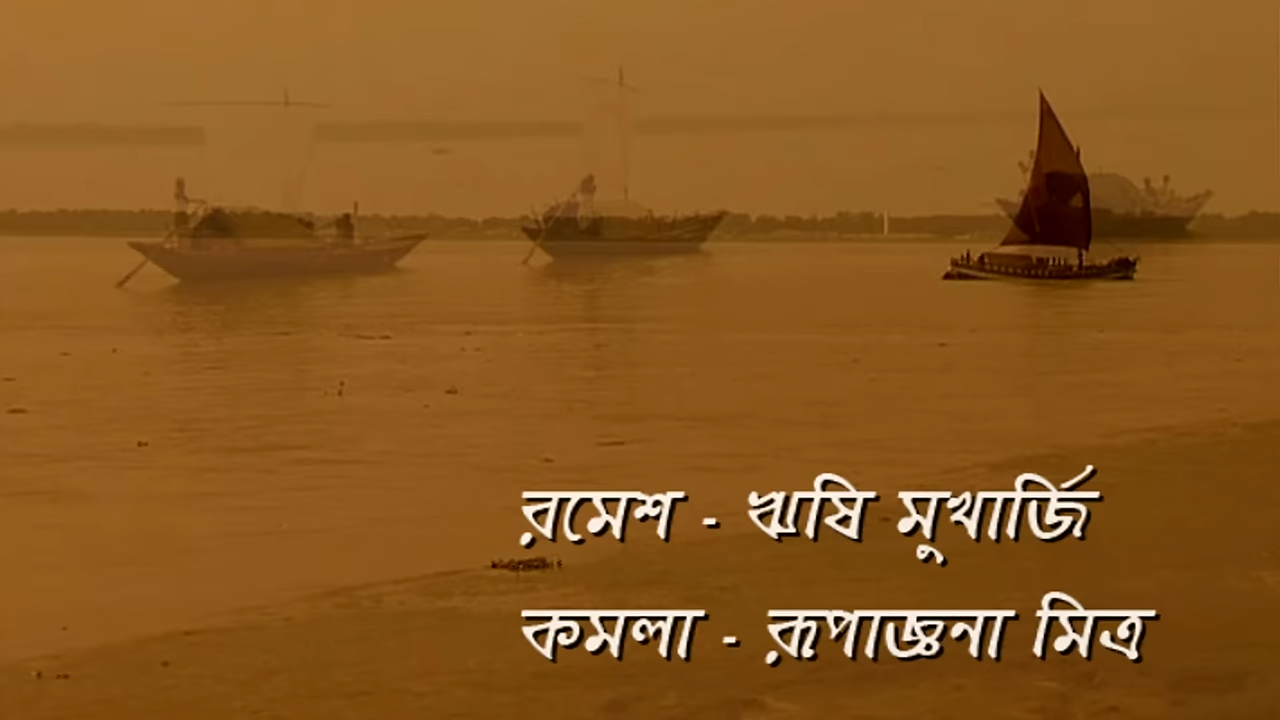 রমেশ - ঋষি মুখার্জি
কমলা - রূপাঞ্জনা মিত্র